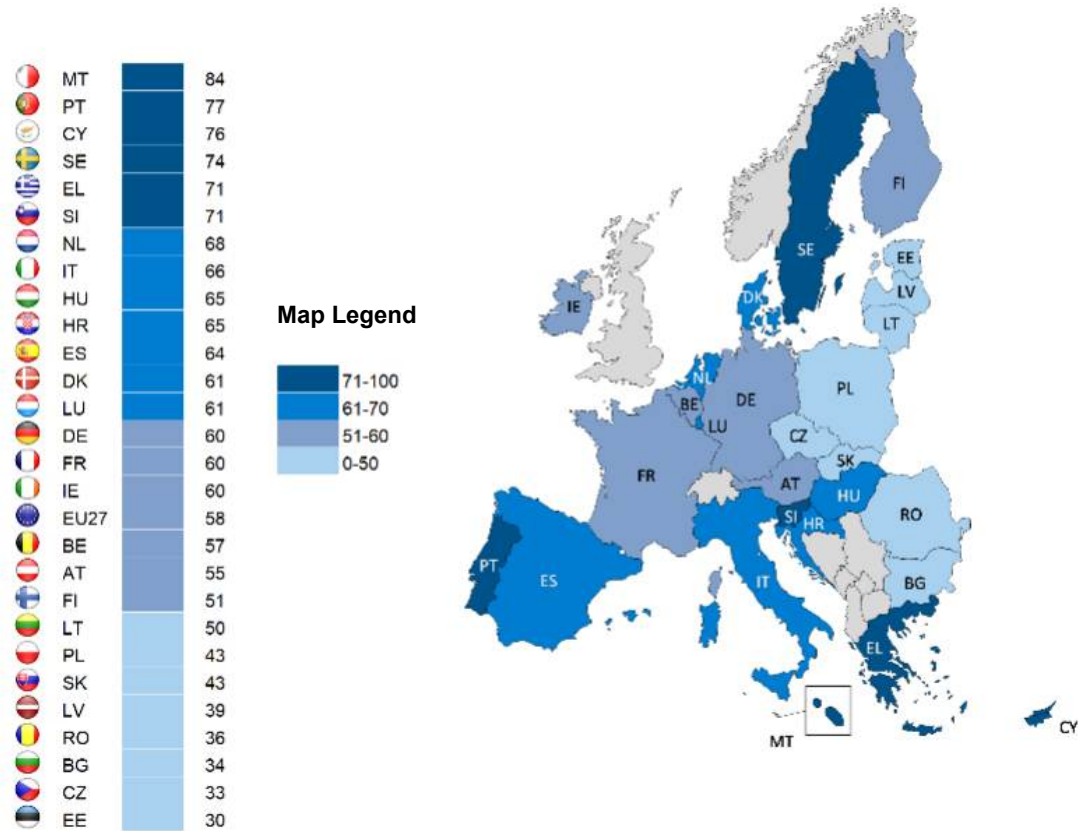 MT 84
PT 77
CY 76
SE 74
EL 71
SI 71
NL 68
IT 66
HU 65
HR 65
ES 64
DK 61
LU 61
DE 60
FR 60
IE 60
EU27 58
BE 57
AT 55
FI 51
LT 50
PL 43
SK 43
LV 39
RO 36
BG 34
CZ 33
EE 30
Map Legend
71-100
61-70
51-60
0-50
FI
SE
EE
LV
LT
DK
IE
NL
BE
DE
PL
LU
CZ
SK
FR
AT
HU
RO
SI
HR
PT
ES
IT
BG
EL
MT
CY